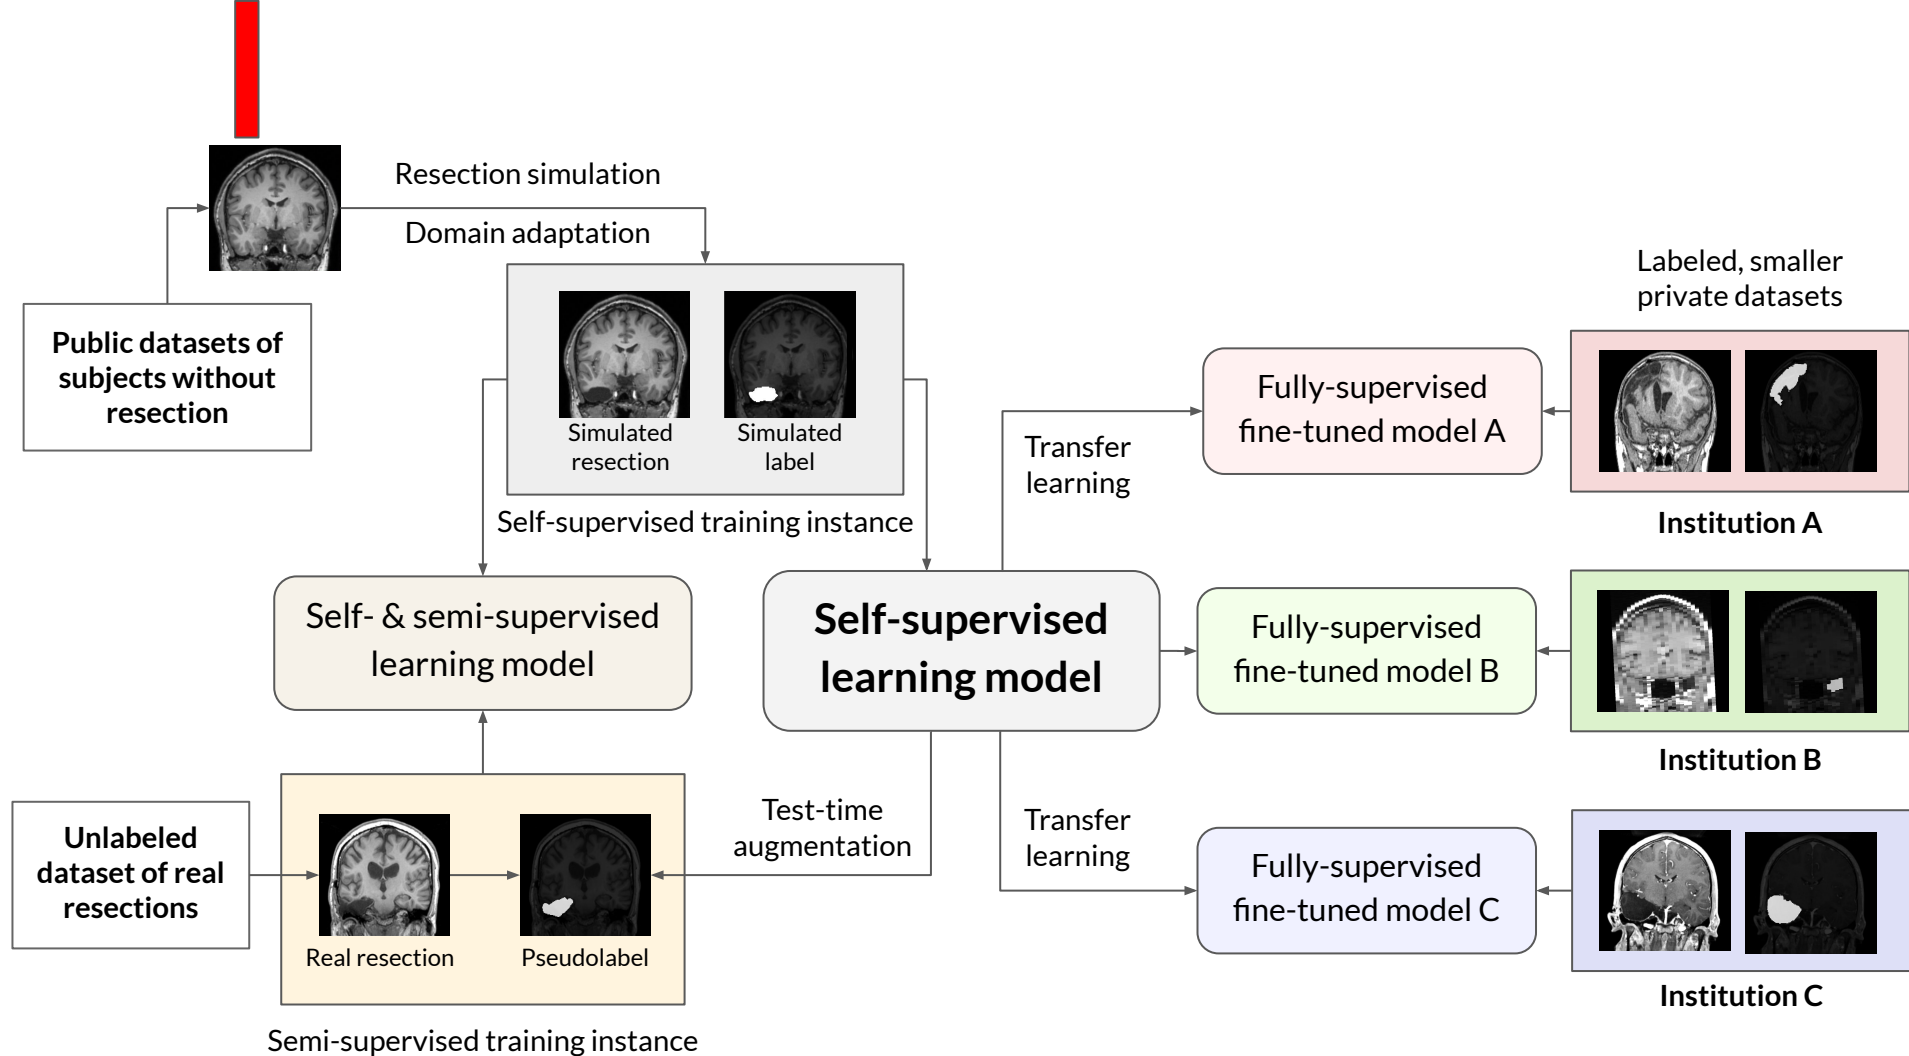 Resection simulation
Domain adaptation
Public datasets of
subjects without
resection
Simulated
resection
Simulated
label
Self-supervised training instance
Labeled, smaller
private datasets
Transfer
learning
Fully-supervised
fine-tuned model A
Institution A
Self- & semi-supervised
learning model
Self-supervised
learning model
Fully-supervised
fine-tuned model B
Institution B
Unlabeled
dataset of real
resections
Real resection
Pseudolabel
Semi-supervised training instance
Test-time
augmentation
Transfer
learning
Fully-supervised
fine-tuned model C
Institution C